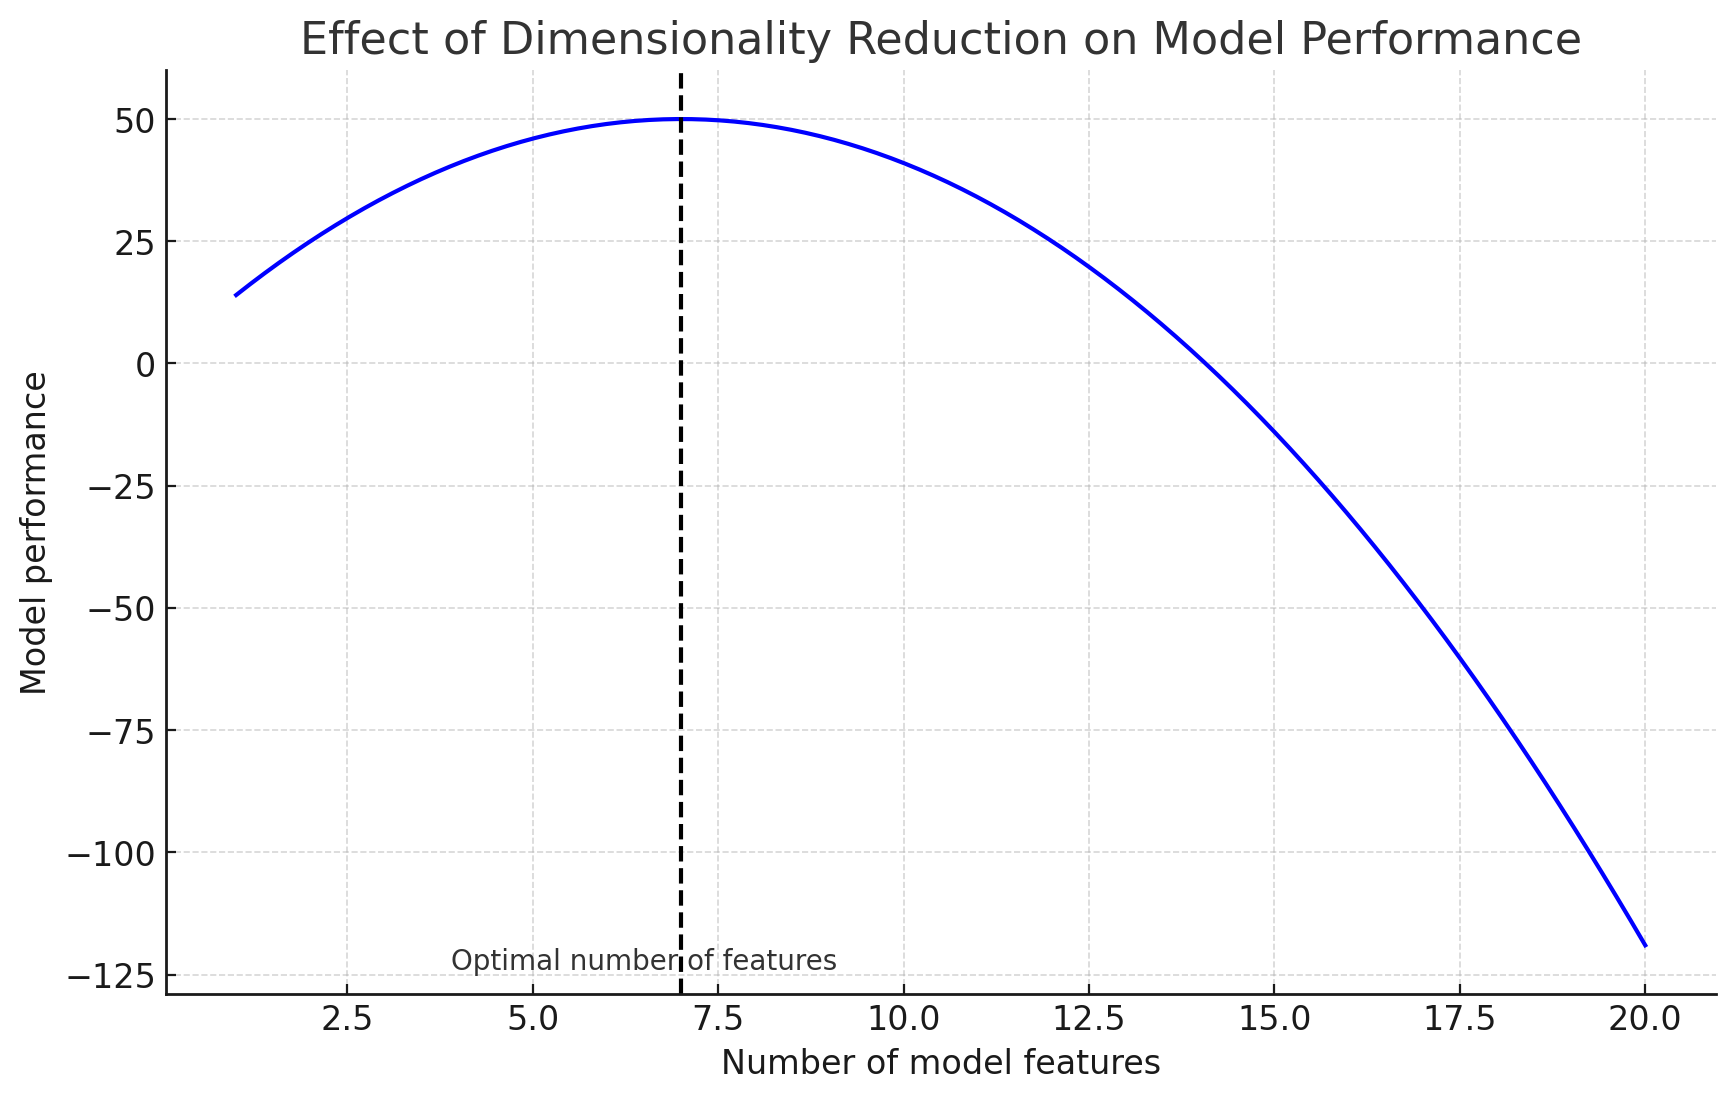 Effect of Dimensionality Reduction on Model Performance
Model performance
50
25
0
−25
−50
−75
−100
−125
Optimal number of features
2.5 5.0 7.5 10.0 12.5 15.0 17.5 20.0
Number of model features